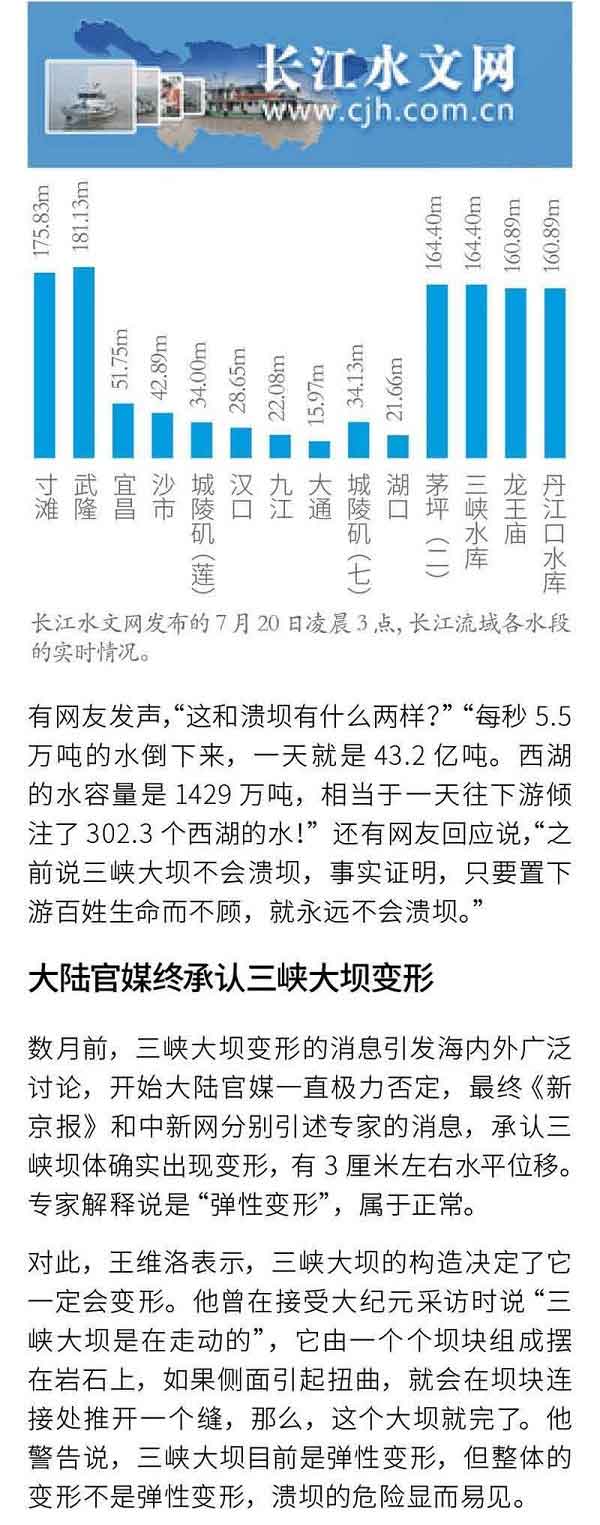 长江水文网
www.cjh.com.cn
175.83m
181.13m
51.75m
42.89m
34.00m
28.65m
22.08m
15.97m
34.13m
21.66m
164.40m
164.40m
160.89m
160.89m
寸滩
武隆
宜昌
沙市
城陵矶（莲）
汉口
九江
大通
城陵矶（七）
湖口
茅坪（二）
三峡水库
龙王庙
丹江口水库
长江水文网发布的7月20日凌晨3点，长江流域各水段
的实时情况。
有网友发声，“这和溃坝有什么两样？”“每秒 5.5
万吨的水倒下来，一天就是 43.2 亿吨。西湖
的水容量是 1429 万吨，相当于一天往下游倾
注了 302.3 个西湖的水！” 还有网友回应说，“之
前说三峡大坝不会溃坝，事实证明，只要置下
游百姓生命而不顾，就永远不会溃坝。”
大陆官媒终承认三峡大坝变形
数月前，三峡大坝变形的消息引发海内外广泛
讨论，开始大陆官媒一直极力否定，最终《新
京报》和中新网分别引述专家的消息，承认三
峡坝体确实出现变形，有 3 厘米左右水平位移。
专家解释说是 “弹性变形”，属于正常。
对此，王维洛表示，三峡大坝的构造决定了它
一定会变形。他曾在接受大纪元采访时说 “三
峡大坝是在走动的”，它由一个个坝块组成摆
在岩石上，如果侧面引起扭曲，就会在坝块连
接处推开一个缝，那么，这个大坝就完了。他
警告说，三峡大坝目前是弹性变形，但整体的
变形不是弹性变形，溃坝的危险显而易见。